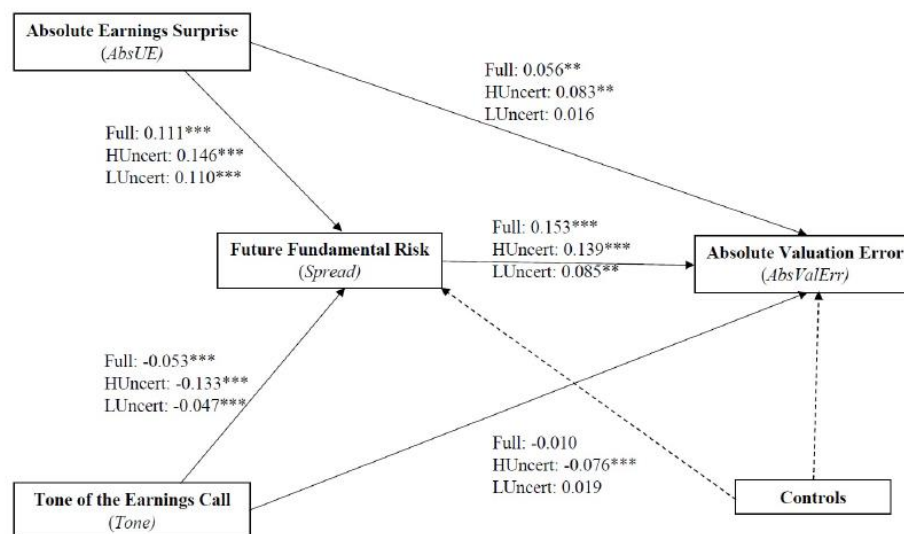 Absolute Earnings Surprise
(AbsUE)
Full: 0.056**
HUncert: 0.083**
LUncert: 0.016
Full: 0.111***
HUncert: 0.146***
LUncert: 0.110***
Future Fundamental Risk
(Spread)
Full: 0.153***
HUncert: 0.139***
LUncert: 0.085**
Absolute Valuation Error
(AbsValErr)
Full: -0.053***
HUncert: -0.133***
LUncert: -0.047***
Full: -0.010
HUncert: -0.076***
LUncert: 0.019
Tone of the Earnings Call
(Tone)
Controls